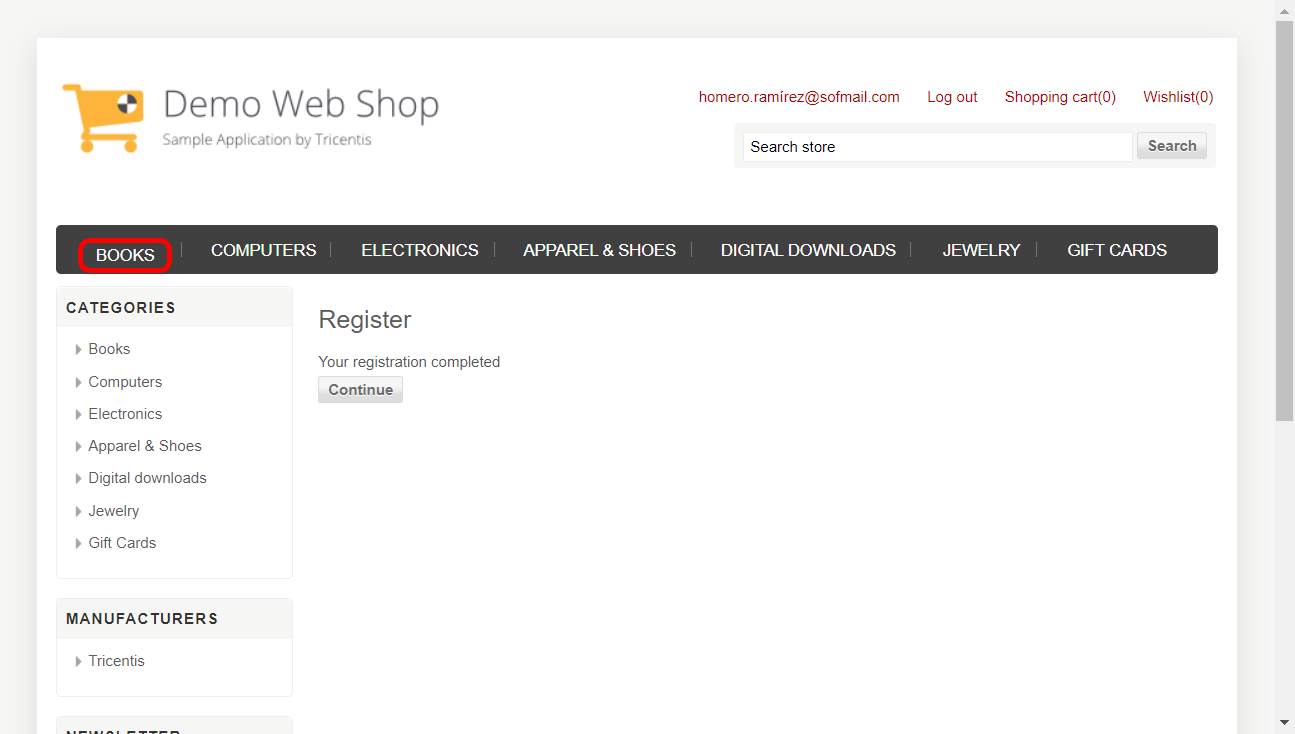 Demo Web Shop
Sample Application by Tricentis
homero.ramírez@sofmail.com Log out Shopping cart(0) Wishlist(0)
Search store Search
BOOKS COMPUTERS ELECTRONICS APPAREL & SHOES DIGITAL DOWNLOADS JEWELRY GIFT CARDS
CATEGORIES
Books
Computers
Electronics
Apparel & Shoes
Digital downloads
Jewelry
Gift Cards
MANUFACTURERS
Tricentis
NEWSLETTER
Register
Your registration completed
Continue